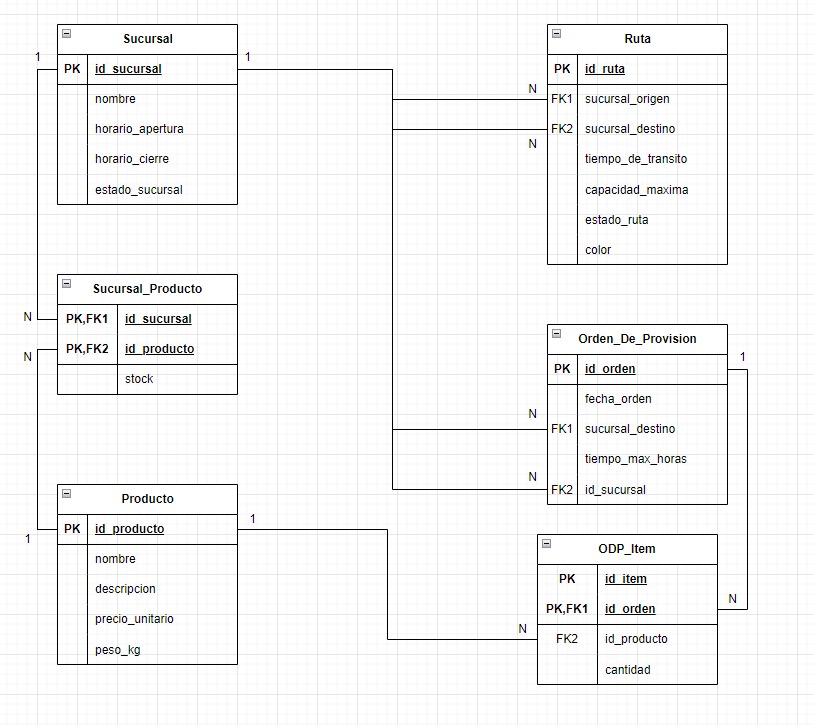 Sucursal
1
1
PK id_sucursal
nombre
horario_apertura
horario_cierre
estado_sucursal
Ruta
PK id_ruta
N
FK1 sucursal_origen
FK2 sucursal_destino
N
tiempo_de_transito
capacidad_maxima
estado_ruta
color
Sucursal_Producto
N
PK,FK1 id_sucursal
PK,FK2 id_producto
N
stock
Orden_De_Provision
1
PK id_orden
fecha_orden
N
FK1 sucursal_destino
tiempo_max_horas
N
FK2 id_sucursal
Producto
1
PK id_producto
1
nombre
descripcion
precio_unitario
peso_kg
ODP_Item
PK id_item
PK,FK1 id_orden
N
N
FK2 id_producto
cantidad